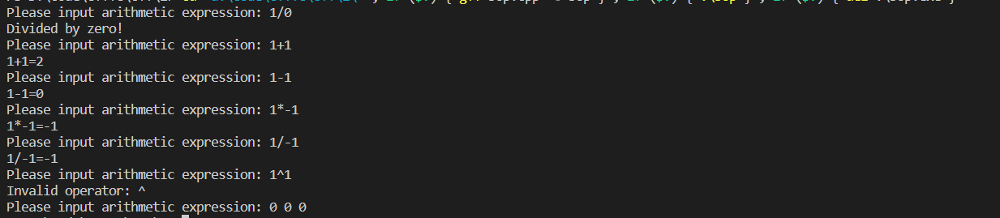 Please input arithmetic expression: 1/0
Divided by zero!
Please input arithmetic expression: 1+1
1+1=2
Please input arithmetic expression: 1-1
1-1=0
Please input arithmetic expression: 1*-1
1*-1=-1
Please input arithmetic expression: 1/-1
1/-1=-1
Please input arithmetic expression: 1^1
Invalid operator: ^
Please input arithmetic expression: 0 0 0